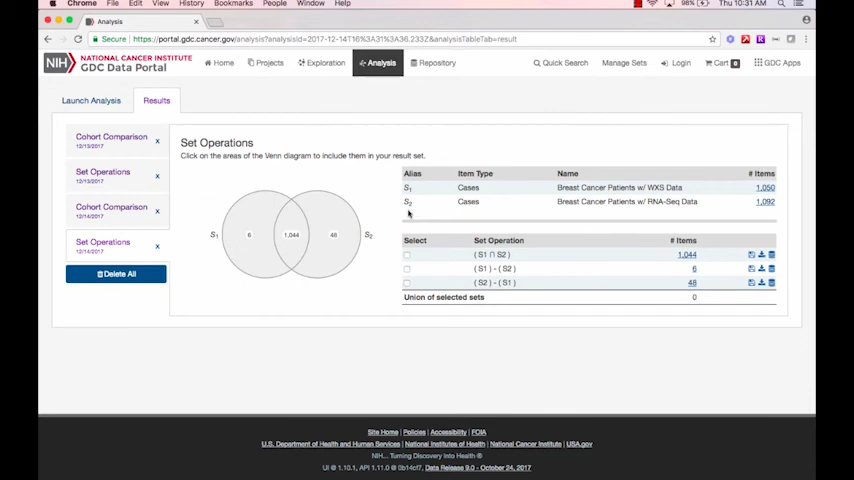 Chrome File Edit View History Bookmarks People Window Help 98% Thu 10:31 AM
Analysis
Secure https://portal.gdc.cancer.gov/analysis?analysisId=2017-12-14T16%3A31%3A36.233Z&analysisTableTab=result
NIH NATIONAL CANCER INSTITUTE
GDC Data Portal
Home Projects Exploration Analysis Repository Quick Search Manage Sets Login Cart 0 GDC Apps
Launch Analysis Results
Cohort Comparison x
12/13/2017
Set Operations x
12/13/2017
Cohort Comparison x
12/14/2017
Set Operations x
12/14/2017
Delete All
Set Operations
Click on the areas of the Venn diagram to include them in your result set.
S1 6 1,044 48 S2
Alias Item Type Name # Items
S1 Cases Breast Cancer Patients w/ WXS Data 1,050
S2 Cases Breast Cancer Patients w/ RNA-Seq Data 1,092
Select Set Operation # Items
( S1 ∩ S2 ) 1,044
( S1 ) - ( S2 ) 6
( S2 ) - ( S1 ) 48
Union of selected sets 0
Site Home | Policies | Accessibility | FOIA
U.S. Department of Health and Human Services | National Institutes of Health | National Cancer Institute | USA.gov
NIH... Turning Discovery Into Health ®
UI @ 1.10.1, API 1.11.0 @ 0b14cf7, Data Release 9.0 - October 24, 2017